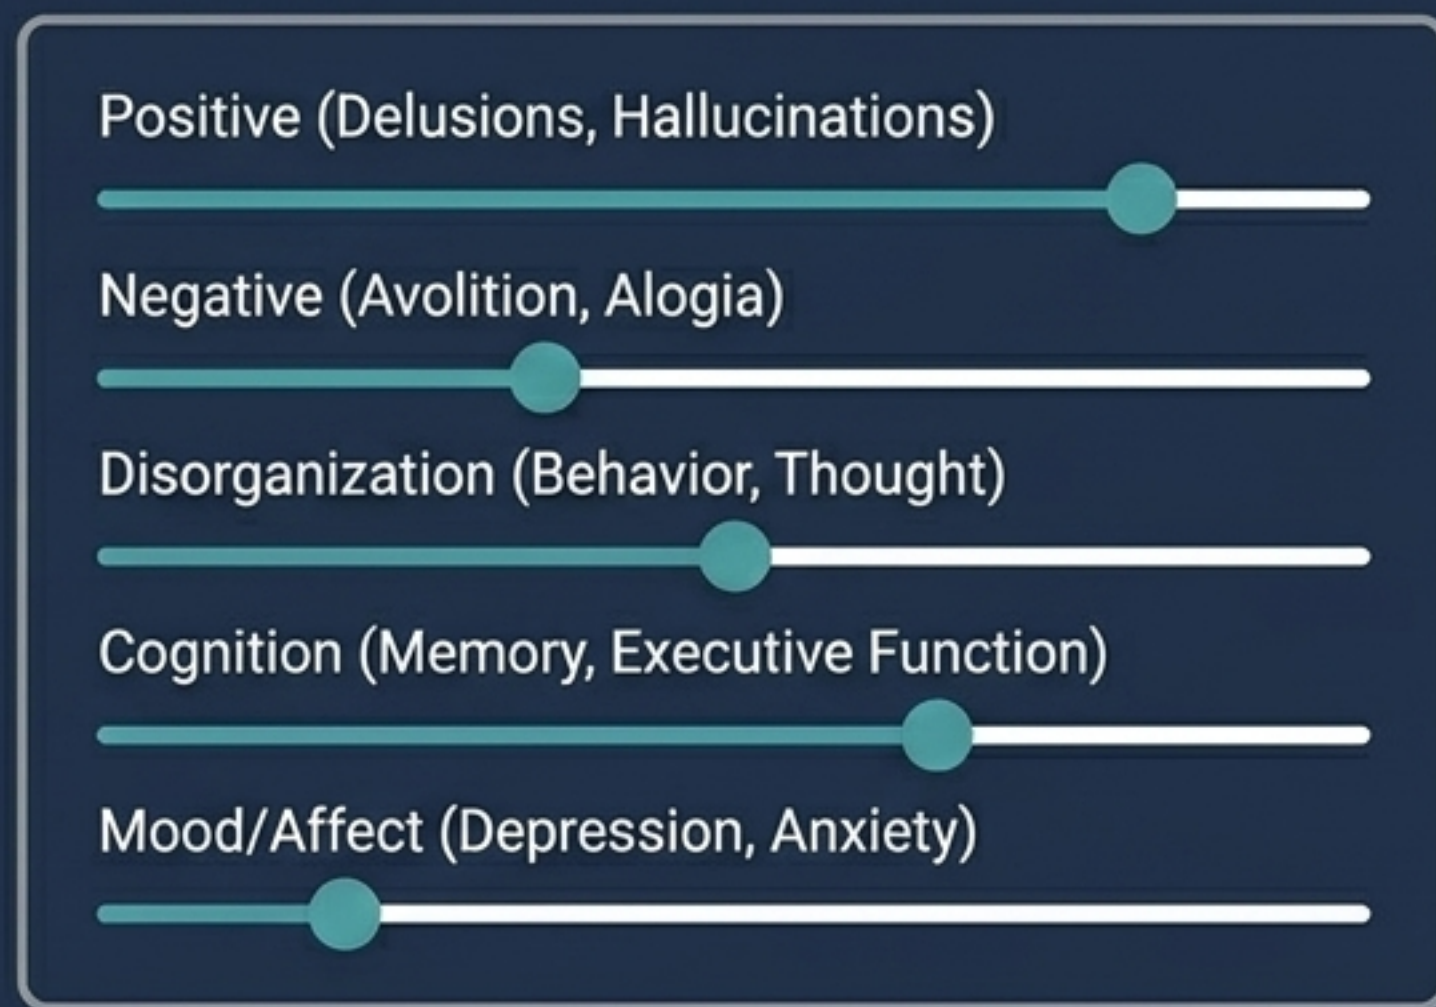 Positive (Delusions, Hallucinations)
Negative (Avolition, Alogia)
Disorganization (Behavior, Thought)
Cognition (Memory, Executive Function)
Mood/Affect (Depression, Anxiety)